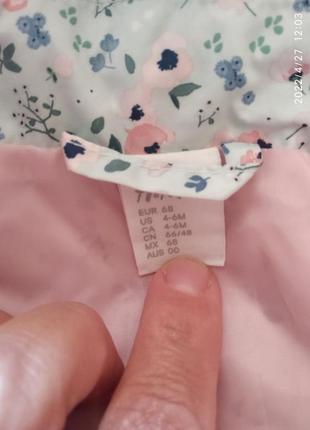 EUR 68
US 4-6M
CA 4-6M
CN 66/48
MX 68
AUS 00
2022/4/27 12:03